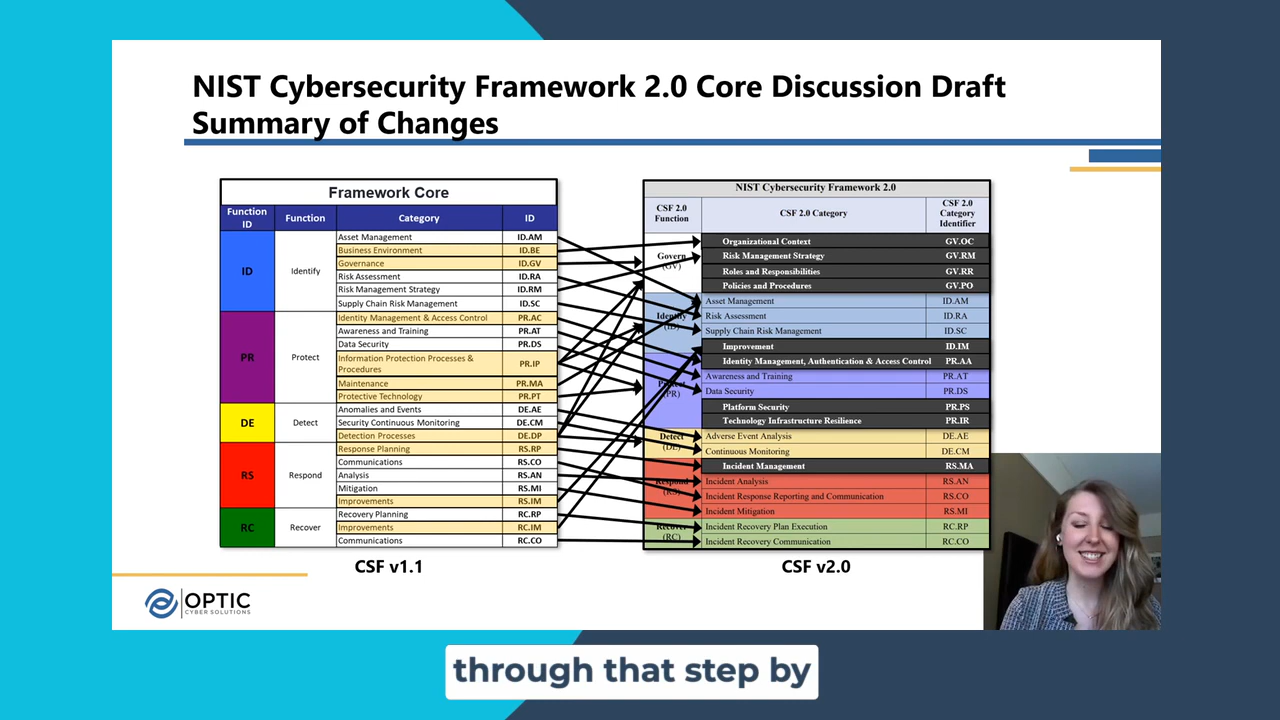 NIST Cybersecurity Framework 2.0 Core Discussion Draft
Summary of Changes
Framework Core
Function ID Function Category ID
ID Identify
Asset Management ID.AM
Business Environment ID.BE
Governance ID.GV
Risk Assessment ID.RA
Risk Management Strategy ID.RM
Supply Chain Risk Management ID.SC
PR Protect
Identity Management & Access Control PR.AC
Awareness and Training PR.AT
Data Security PR.DS
Information Protection Processes & Procedures PR.IP
Maintenance PR.MA
Protective Technology PR.PT
DE Detect
Anomalies and Events DE.AE
Security Continuous Monitoring DE.CM
Detection Processes DE.DP
RS Respond
Response Planning RS.RP
Communications RS.CO
Analysis RS.AN
Mitigation RS.MI
Improvements RS.IM
RC Recover
Recovery Planning RC.RP
Improvements RC.IM
Communications RC.CO
CSF v1.1
NIST Cybersecurity Framework 2.0
CSF 2.0 Function CSF 2.0 Category CSF 2.0 Category Identifier
Govern (GV)
Organizational Context GV.OC
Risk Management Strategy GV.RM
Roles and Responsibilities GV.RR
Policies and Procedures GV.PO
Identify (ID)
Asset Management ID.AM
Risk Assessment ID.RA
Supply Chain Risk Management ID.SC
Improvement ID.IM
Protect (PR)
Identity Management, Authentication & Access Control PR.AA
Awareness and Training PR.AT
Data Security PR.DS
Platform Security PR.PS
Technology Infrastructure Resilience PR.IR
Detect (DE)
Adverse Event Analysis DE.AE
Continuous Monitoring DE.CM
Respond (RS)
Incident Management RS.MA
Incident Analysis RS.AN
Incident Response Reporting and Communication RS.CO
Incident Mitigation RS.MI
Recover (RC)
Incident Recovery Plan Execution RC.RP
Incident Recovery Communication RC.CO
CSF v2.0
OPTIC
CYBER SOLUTIONS
through that step by